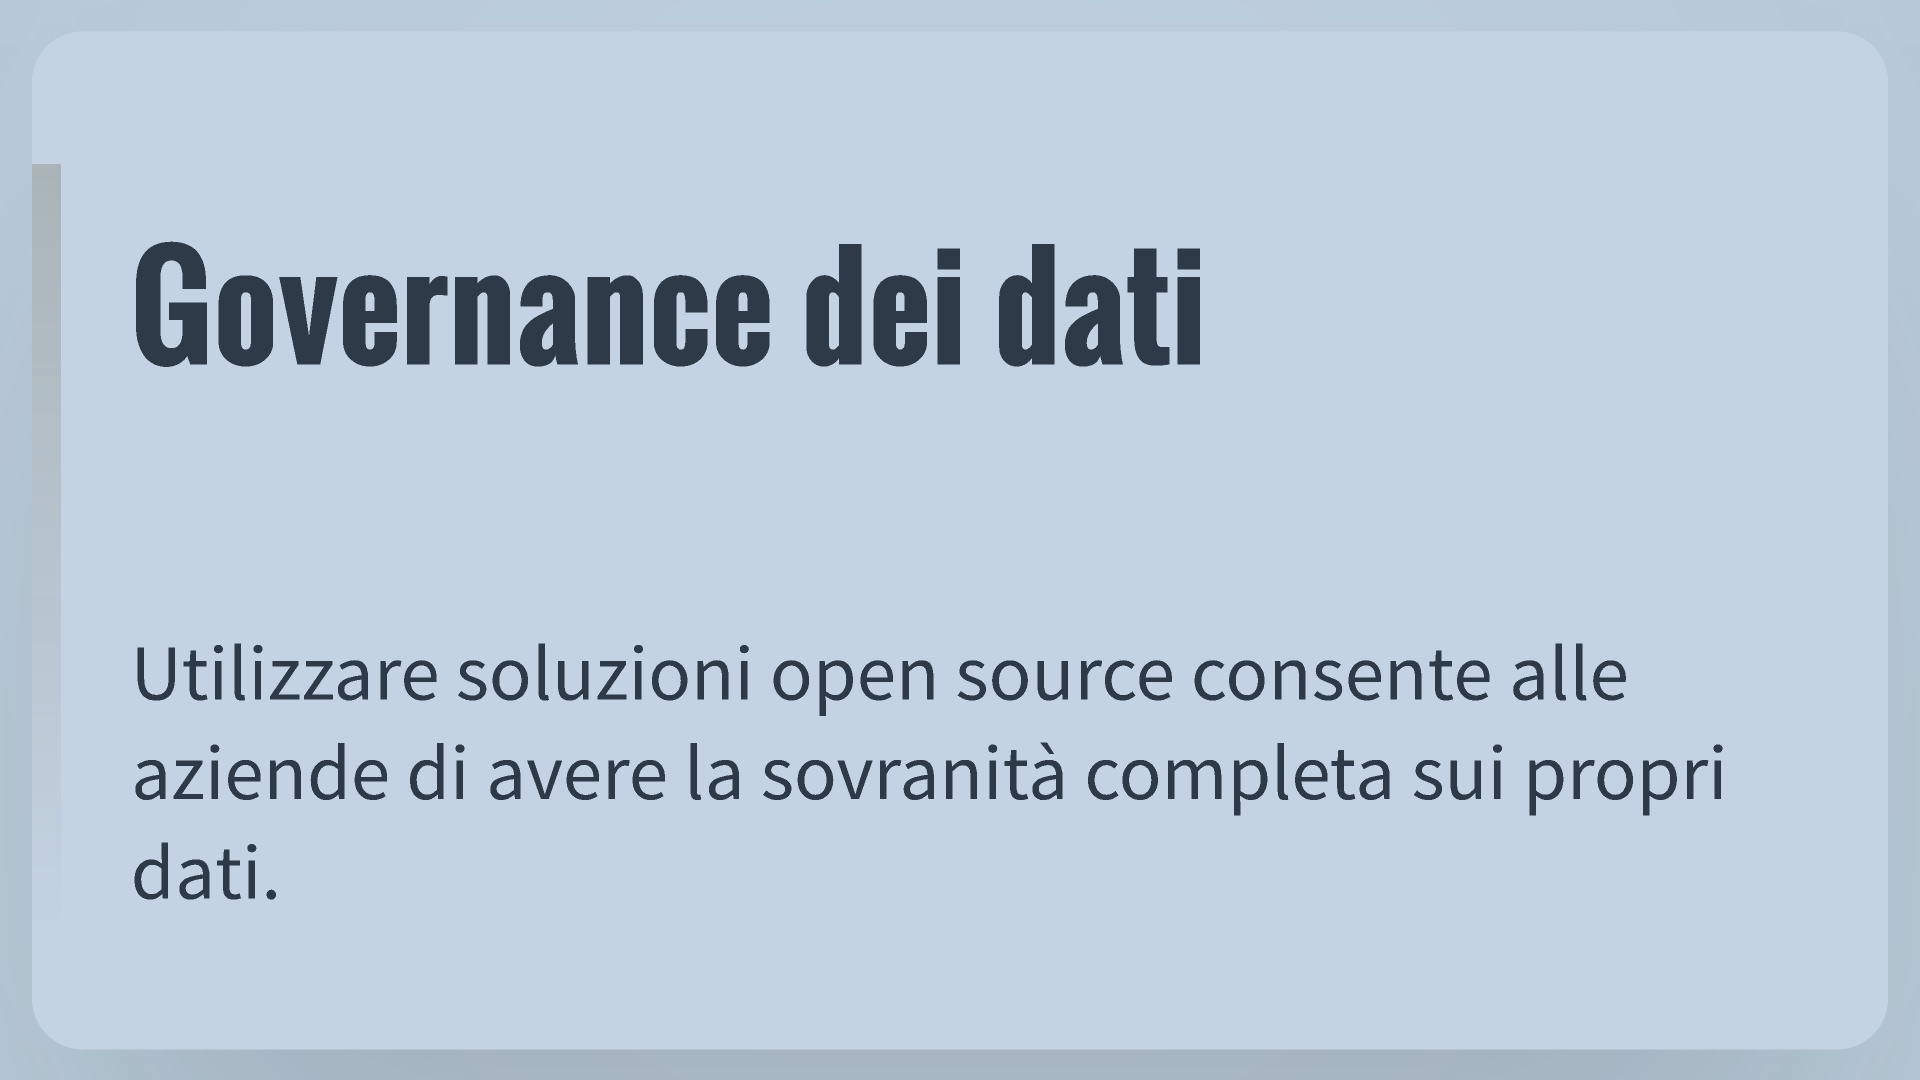 Governance dei dati
Utilizzare soluzioni open source consente alle
aziende di avere la sovranità completa sui propri
dati.